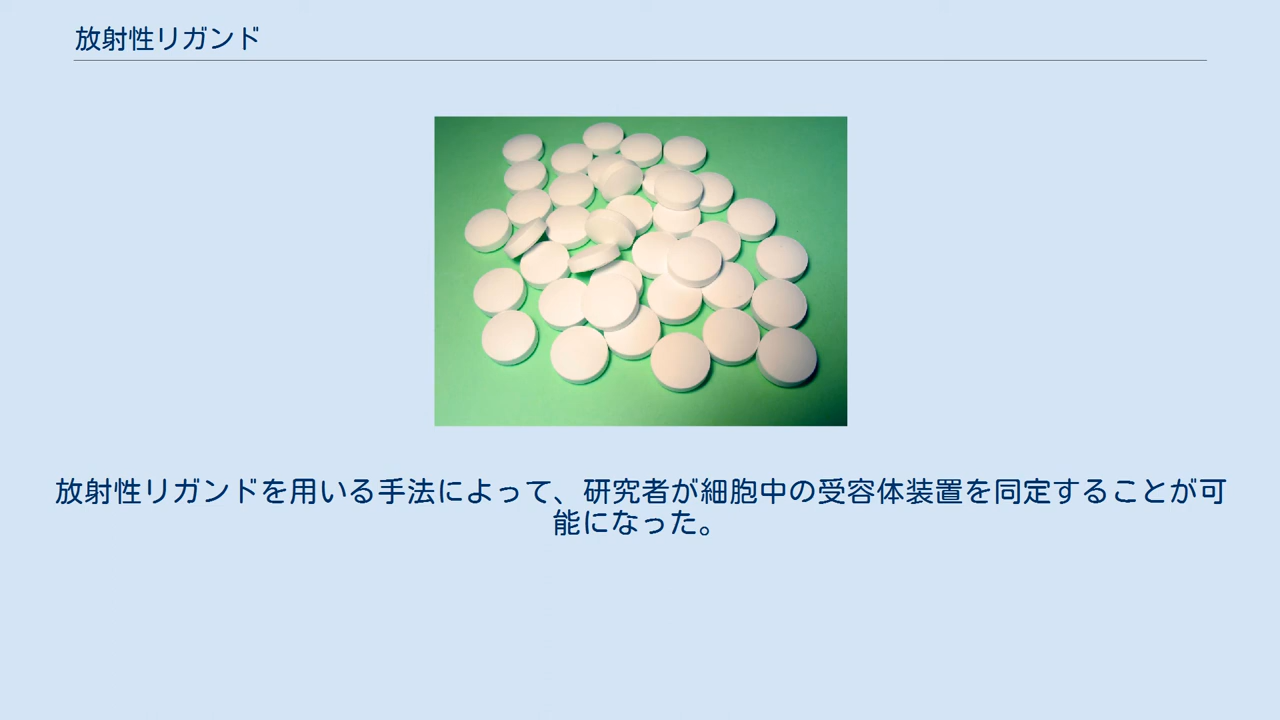 放射性リガンド
放射性リガンドを用いる手法によって、研究者が細胞中の受容体装置を同定することが可
能になった。